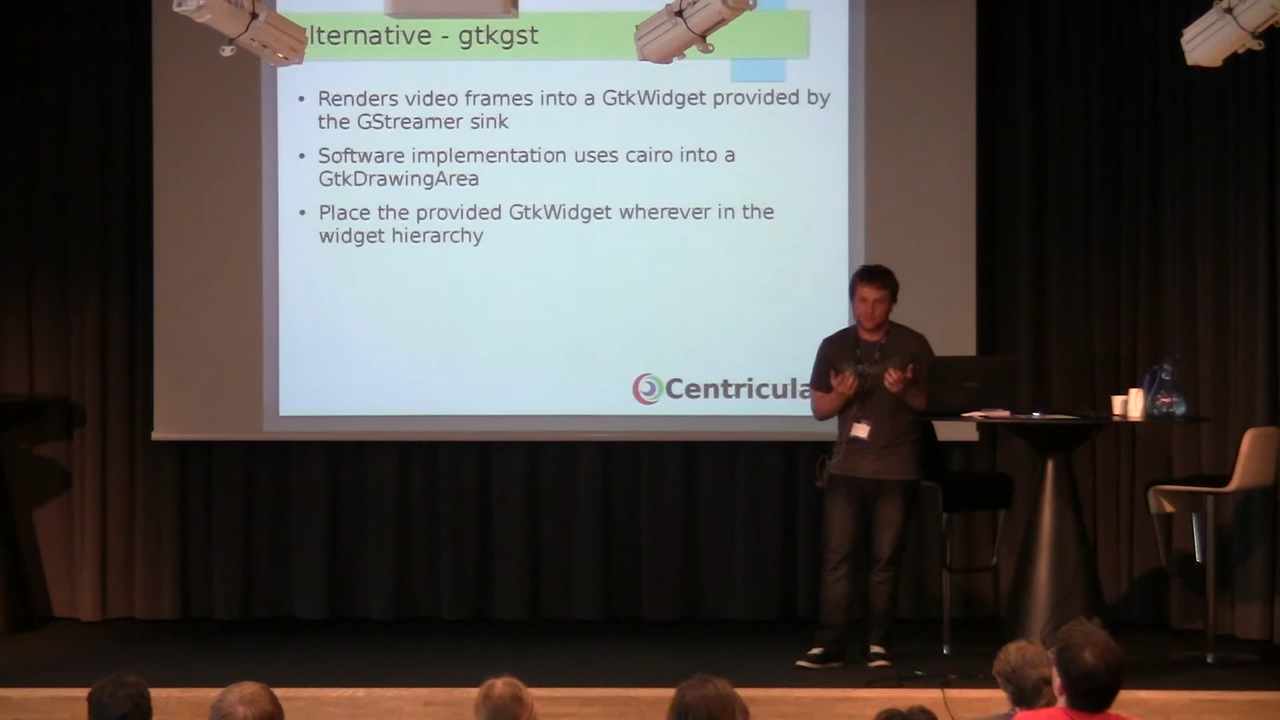 lternative - gtkgst
• Renders video frames into a GtkWidget provided by
the GStreamer sink
• Software implementation uses cairo into a
GtkDrawingArea
• Place the provided GtkWidget wherever in the
widget hierarchy
Centricula